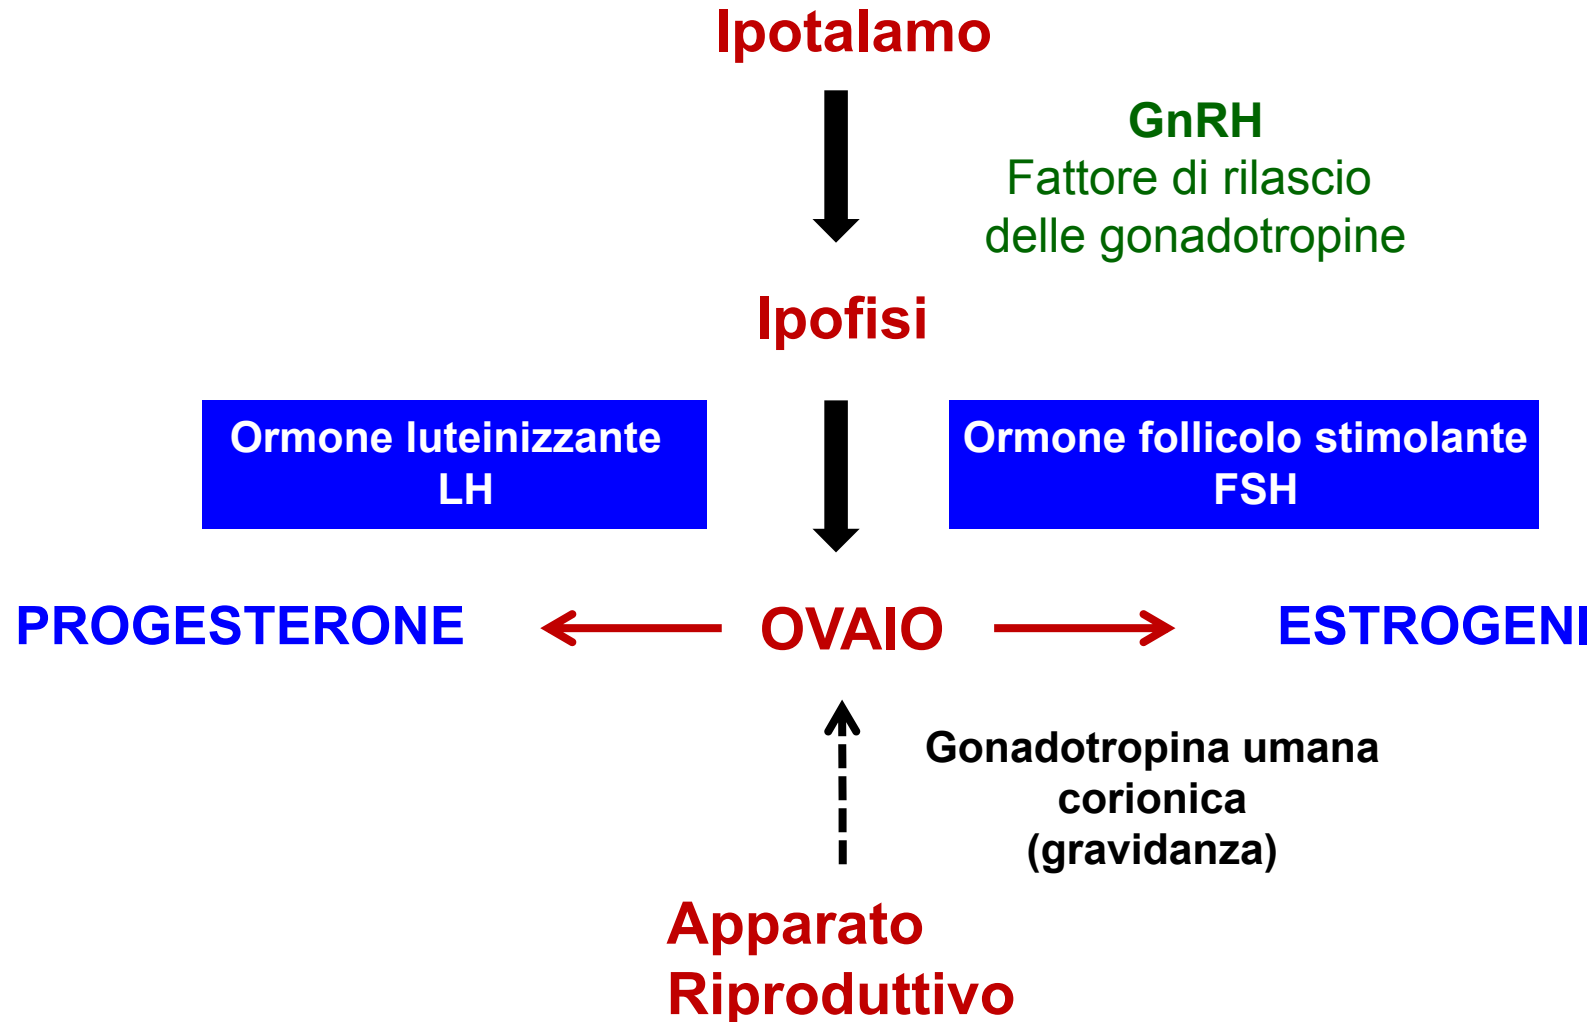 Ipotalamo
GnRH
Fattore di rilascio
delle gonadotropine
Ipofisi
Ormone luteinizzante
LH
Ormone follicolo stimolante
FSH
PROGESTERONE
OVAIO
ESTROGENI
Gonadotropina umana
corionica
(gravidanza)
Apparato
Riproduttivo